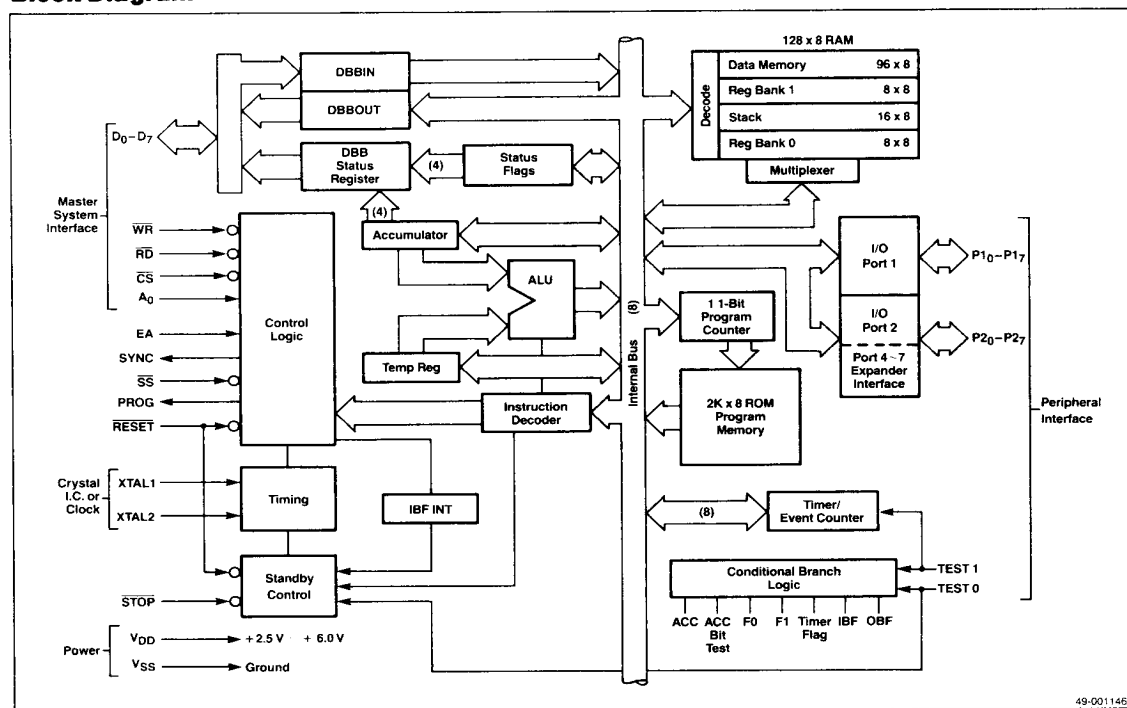 128 x 8 RAM
DBBIN
DBBOUT
DBB
Status
Register
(4)
Status
Flags
(4)
Accumulator
ALU
Temp Reg
Instruction
Decoder
D0–D7
Master
System
Interface
WR
RD
CS
A0
EA
SYNC
SS
PROG
RESET
Control
Logic
Crystal
I.C. or
Clock
XTAL1
XTAL2
Timing
IBF INT
STOP
Standby
Control
Power
VDD
+2.5 V + 6.0 V
VSS
Ground
Internal Bus
(8)
Decode
Data Memory 96 x 8
Reg Bank 1 8 x 8
Stack 16 x 8
Reg Bank 0 8 x 8
Multiplexer
I/O
Port 1
P10–P17
I/O
Port 2
P20–P27
Port 4~7
Expander
Interface
Peripheral
Interface
1 1-Bit
Program
Counter
2K x 8 ROM
Program
Memory
(8)
Timer/
Event Counter
Conditional Branch
Logic
TEST 1
TEST 0
ACC
ACC
Bit
Test
F0
F1
Timer
Flag
IBF
OBF
49-001146